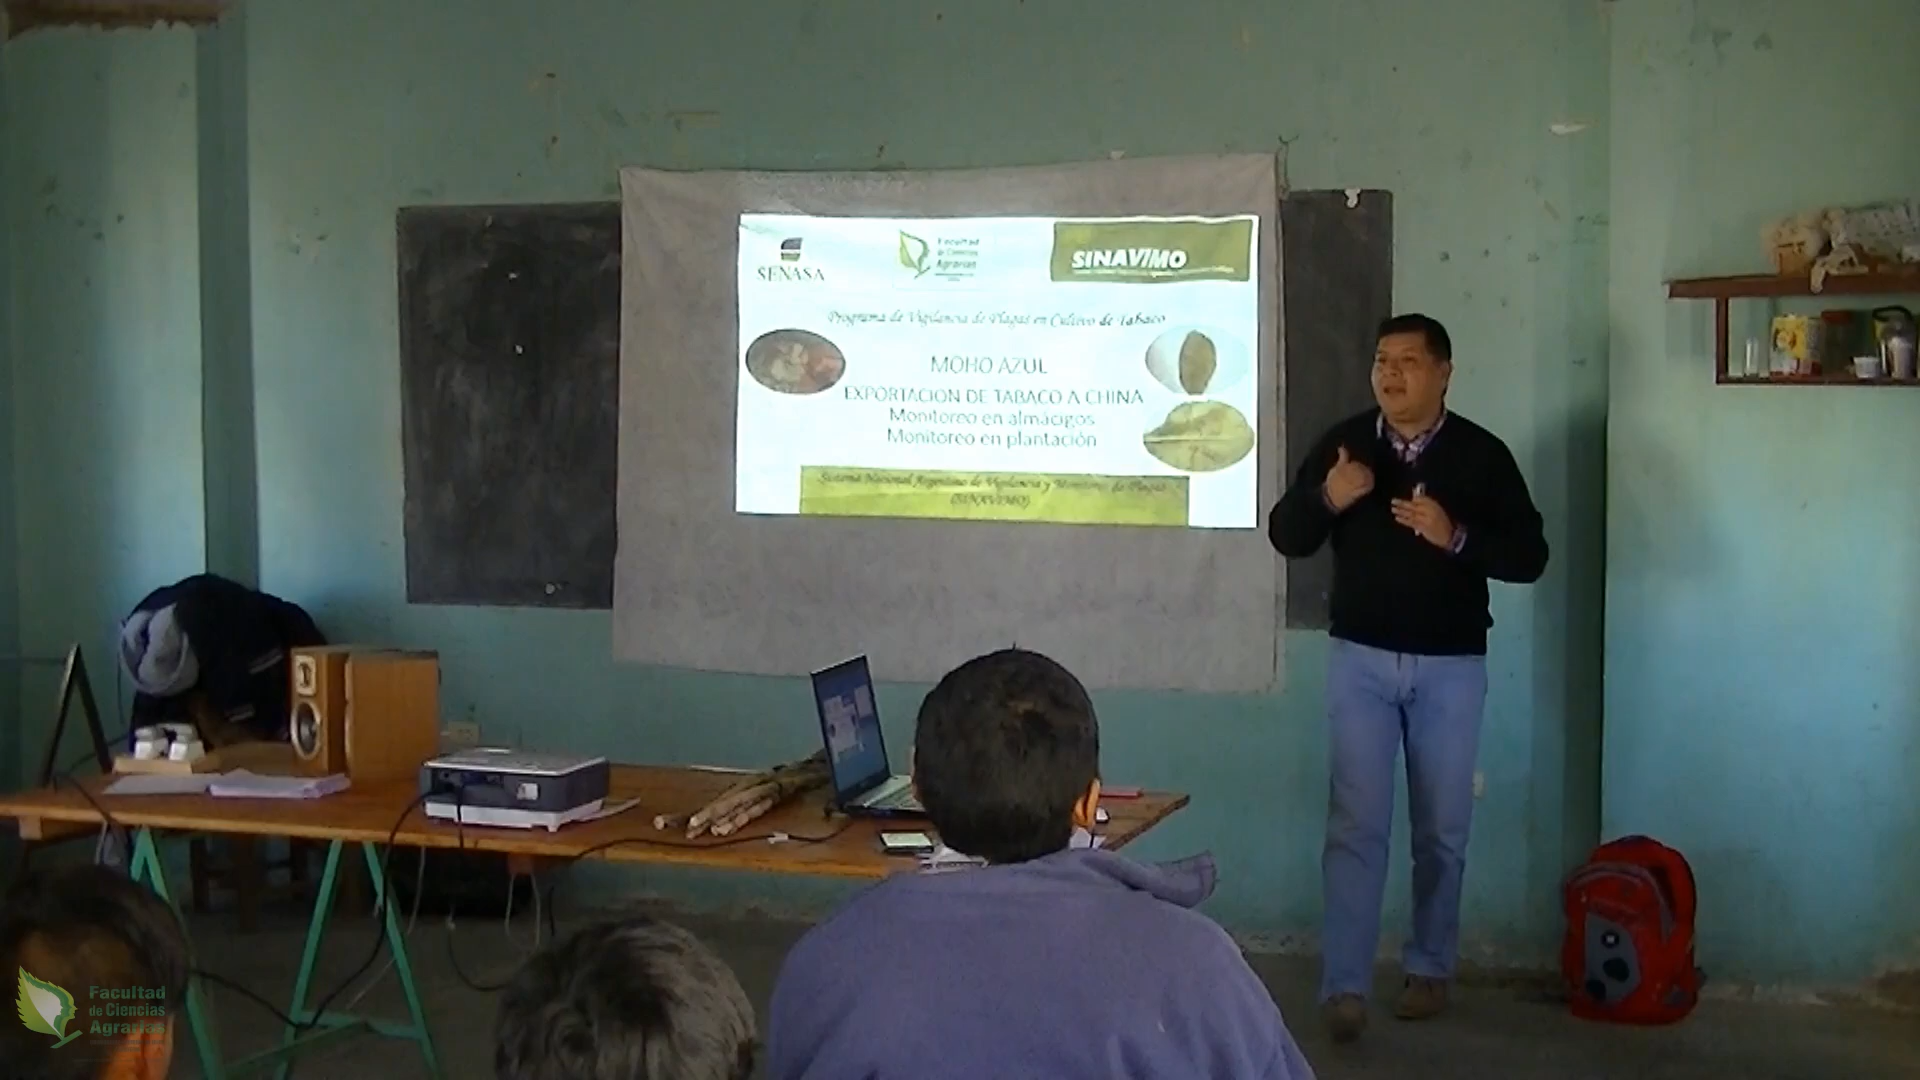 SENASA
Facultad
de Ciencias
Agrarias
SINAVIMO
Programa de Vigilancia de Plagas en Cultivo de Tabaco
MOHO AZUL
EXPORTACION DE TABACO A CHINA
Monitoreo en almácigos
Monitoreo en plantación
Sistema Nacional Argentino de Vigilancia y Monitoreo de Plagas
(SINAVIMO)
Facultad
de Ciencias
Agrarias